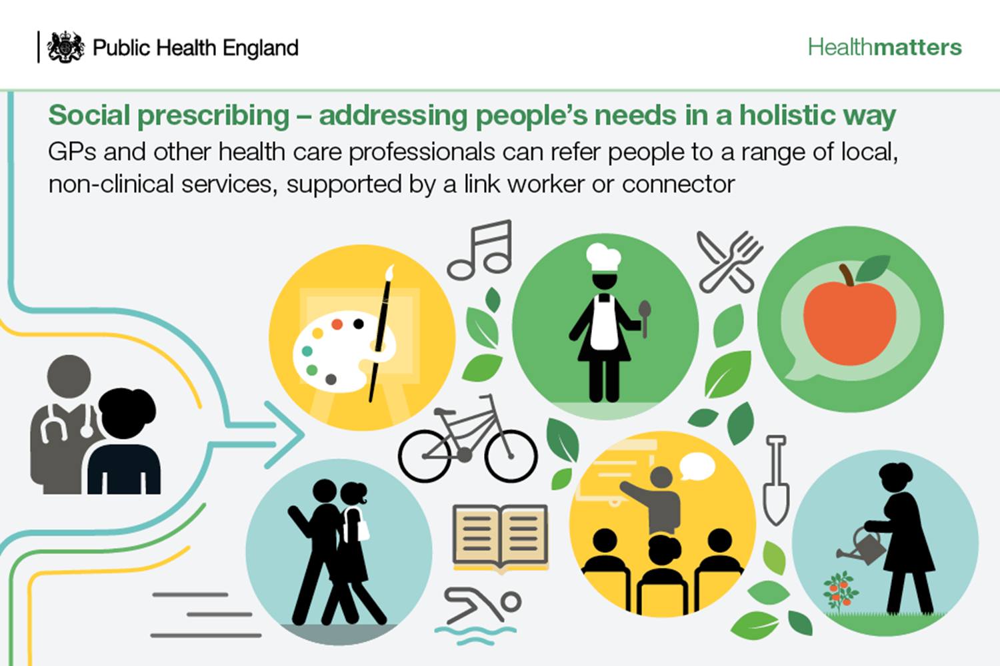 Public Health England
Healthmatters
Social prescribing – addressing people’s needs in a holistic way
GPs and other health care professionals can refer people to a range of local,
non-clinical services, supported by a link worker or connector